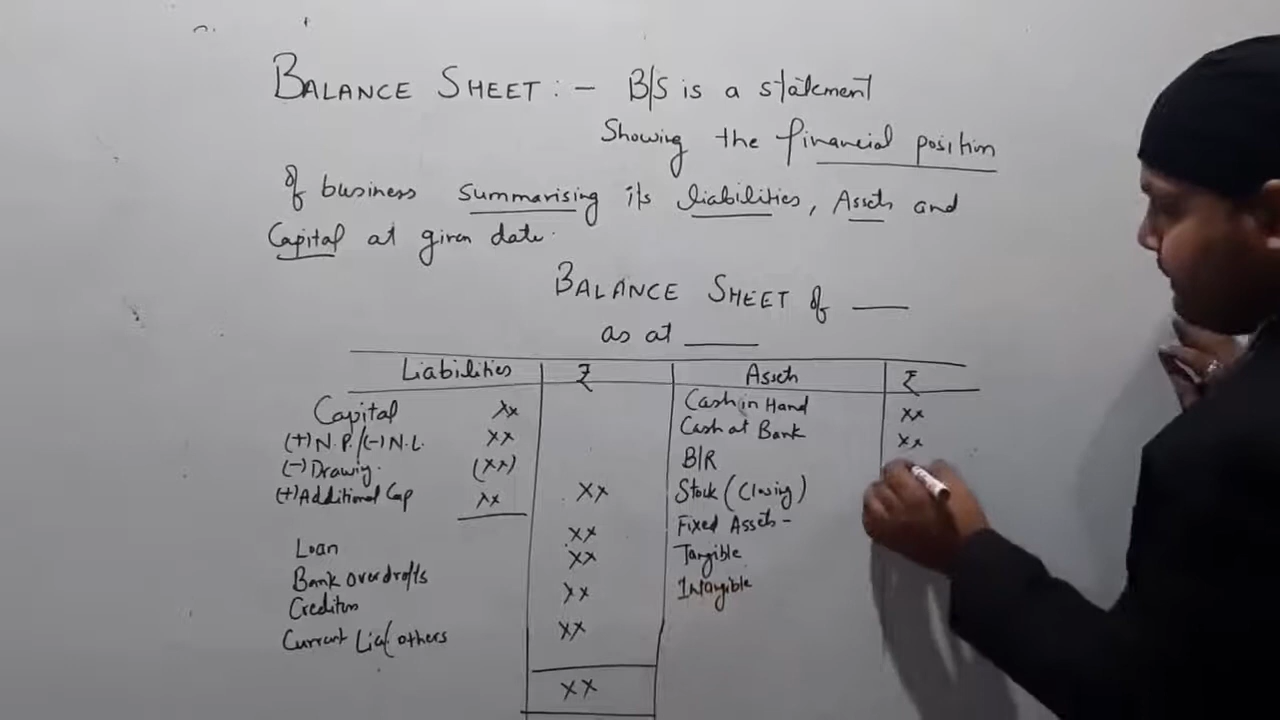 BALANCE SHEET :- B/S is a statement
Showing the financial position
of business summarising its liabilities, Assets and
Capital at given date.
BALANCE SHEET of ____
as at ____
Liabilities ₹ Assets ₹
Capital xx Cash in Hand xx
(+) N.P./(-) N.L. xx Cash at Bank xx
(-) Drawing. (xx) B/R
(+) Additional Cap xx xx Stock (Closing)
Fixed Assets -
Loan xx Tangible
Bank overdrafts xx Intangible
Creditors xx
Current Lia/ others xx
xx